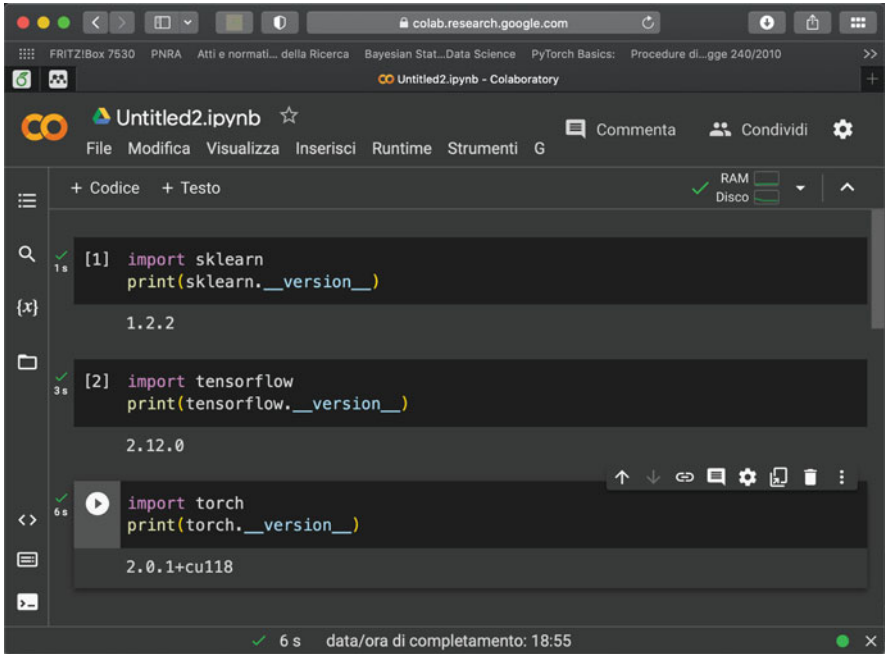 colab.research.google.com
FRITZ!Box 7530 PNRA Atti e normati... della Ricerca Bayesian Stat...Data Science PyTorch Basics: Procedure di...gge 240/2010 >>
Untitled2.ipynb - Colaboratory +
Untitled2.ipynb
Commenta Condividi
File Modifica Visualizza Inserisci Runtime Strumenti G
+ Codice + Testo
RAM
Disco
[1] import sklearn
1 s
print(sklearn.__version__)
{x}
1.2.2
[2] import tensorflow
3 s
print(tensorflow.__version__)
2.12.0
import torch
6 s
print(torch.__version__)
2.0.1+cu118
6 s data/ora di completamento: 18:55